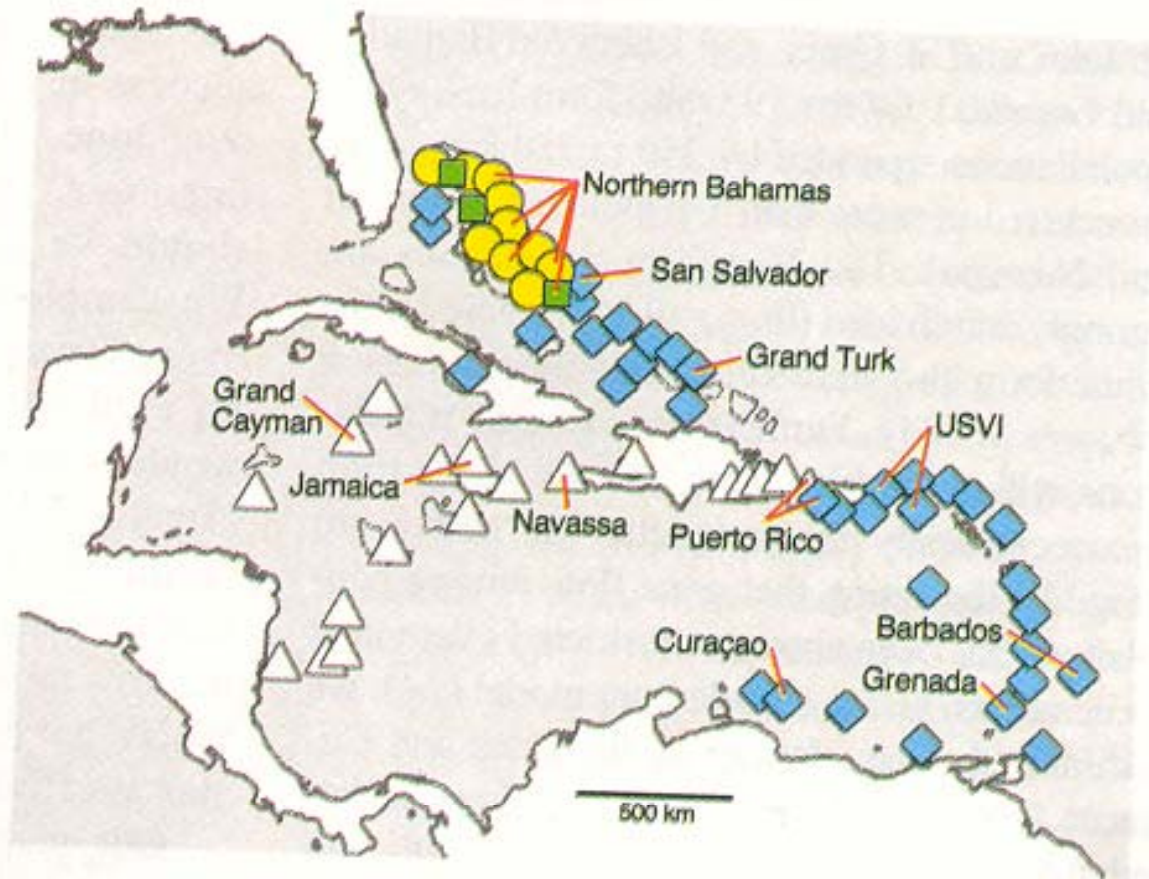 Northern Bahamas
San Salvador
Grand Turk
Grand
Cayman
USVI
Jamaica
Navassa
Puerto Rico
Barbados
Curaçao
Grenada
500 km